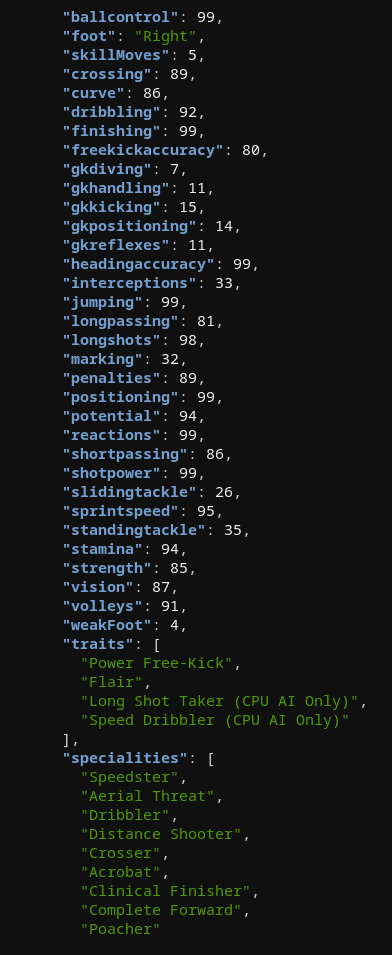 "ballcontrol": 99,
"foot": "Right",
"skillMoves": 5,
"crossing": 89,
"curve": 86,
"dribbling": 92,
"finishing": 99,
"freekickaccuracy": 80,
"gkdiving": 7,
"gkhandling": 11,
"gkkicking": 15,
"gkpositioning": 14,
"gkreflexes": 11,
"headingaccuracy": 99,
"interceptions": 33,
"jumping": 99,
"longpassing": 81,
"longshots": 98,
"marking": 32,
"penalties": 89,
"positioning": 99,
"potential": 94,
"reactions": 99,
"shortpassing": 86,
"shotpower": 99,
"slidingtackle": 26,
"sprintspeed": 95,
"standingtackle": 35,
"stamina": 94,
"strength": 85,
"vision": 87,
"volleys": 91,
"weakFoot": 4,
"traits": [
"Power Free-Kick",
"Flair",
"Long Shot Taker (CPU AI Only)",
"Speed Dribbler (CPU AI Only)"
],
"specialities": [
"Speedster",
"Aerial Threat",
"Dribbler",
"Distance Shooter",
"Crosser",
"Acrobat",
"Clinical Finisher",
"Complete Forward",
"Poacher"